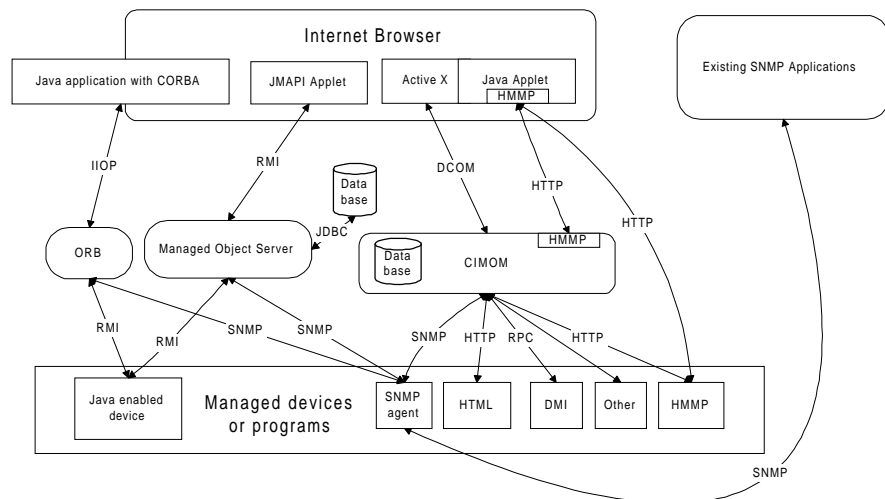 Internet Browser
Java application with CORBA
JMAPI Applet
Active X
Java Applet
HMMP
Existing SNMP Applications
IIOP
RMI
DCOM
HTTP
HTTP
Data
base
JDBC
ORB
Managed Object Server
HMMP
Data
base
CIMOM
RMI
RMI
SNMP
SNMP
SNMP
HTTP
RPC
HTTP
Java enabled
device
Managed devices
or programs
SNMP
agent
HTML
DMI
Other
HMMP
SNMP